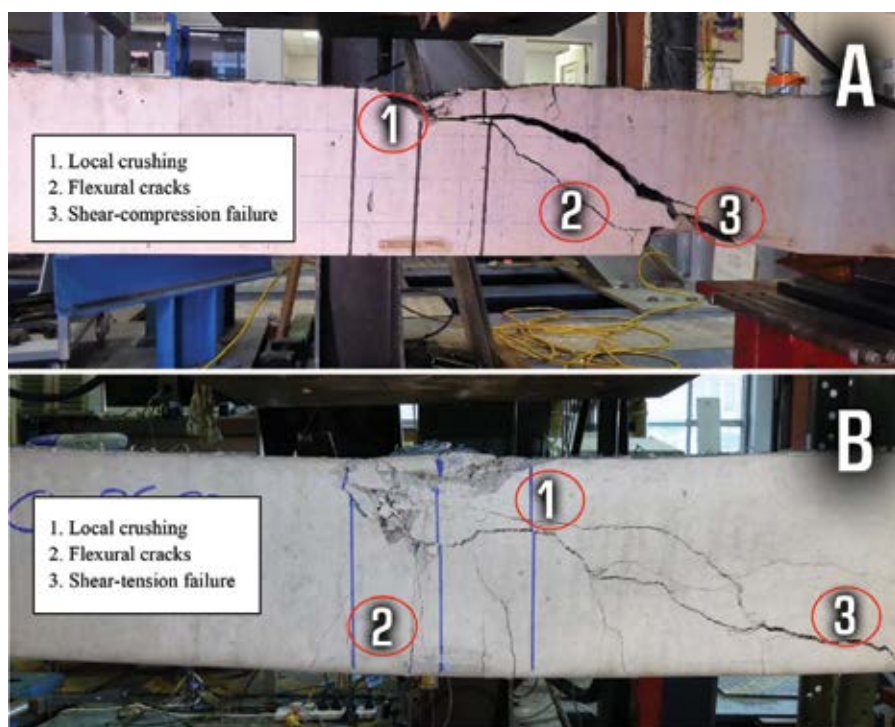 A
1
1. Local crushing
2. Flexural cracks
3. Shear-compression failure
2
3
B
1
1. Local crushing
2. Flexural cracks
3. Shear-tension failure
2
3